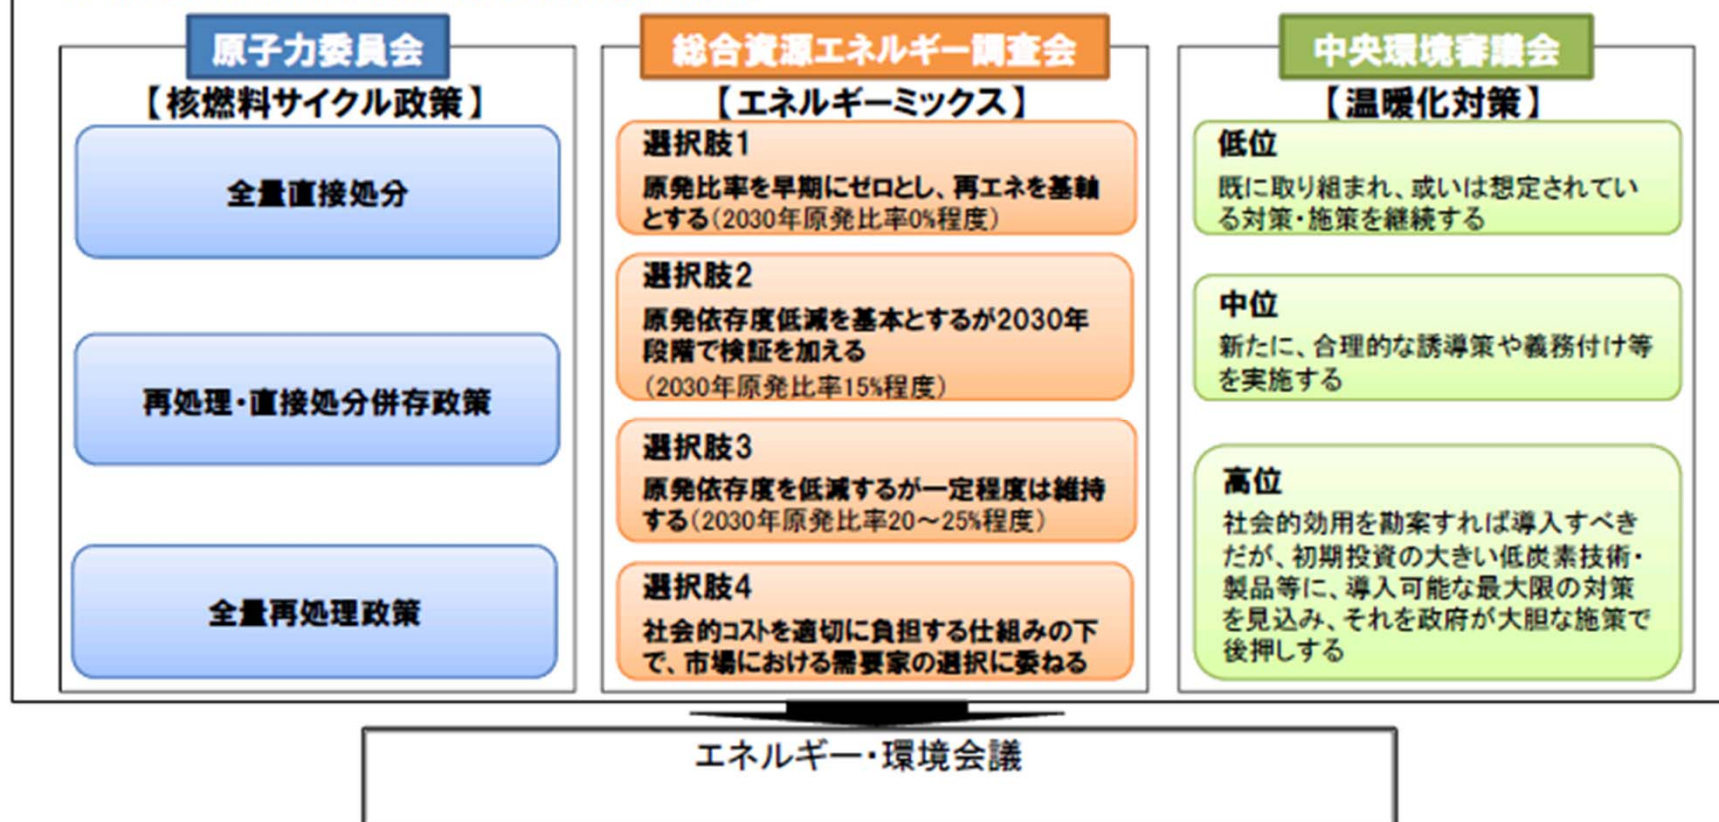 原子力委員会
【核燃料サイクル政策】
全量直接処分
再処理・直接処分併存政策
全量再処理政策
総合資源エネルギー調査会
【エネルギーミックス】
選択肢1
原発比率を早期にゼロとし、再エネを基軸
とする(2030年原発比率0%程度)
選択肢2
原発依存度低減を基本とするが2030年
段階で検証を加える
(2030年原発比率15%程度)
選択肢3
原発依存度を低減するが一定程度は維持
する(2030年原発比率20～25%程度)
選択肢4
社会的コストを適切に負担する仕組みの下
で、市場における需要家の選択に委ねる
中央環境審議会
【温暖化対策】
低位
既に取り組まれ、或いは想定されてい
る対策・施策を継続する
中位
新たに、合理的な誘導策や義務付け等
を実施する
高位
社会的効用を勘案すれば導入すべき
だが、初期投資の大きい低炭素技術・
製品等に、導入可能な最大限の対策
を見込み、それを政府が大胆な施策で
後押しする
エネルギー・環境会議